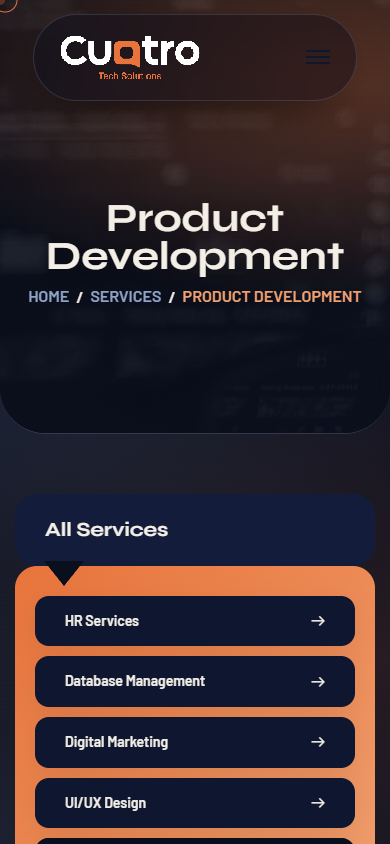 Cuatro
Tech Solutions
Product
Development
HOME / SERVICES / PRODUCT DEVELOPMENT
All Services
HR Services
Database Management
Digital Marketing
UI/UX Design